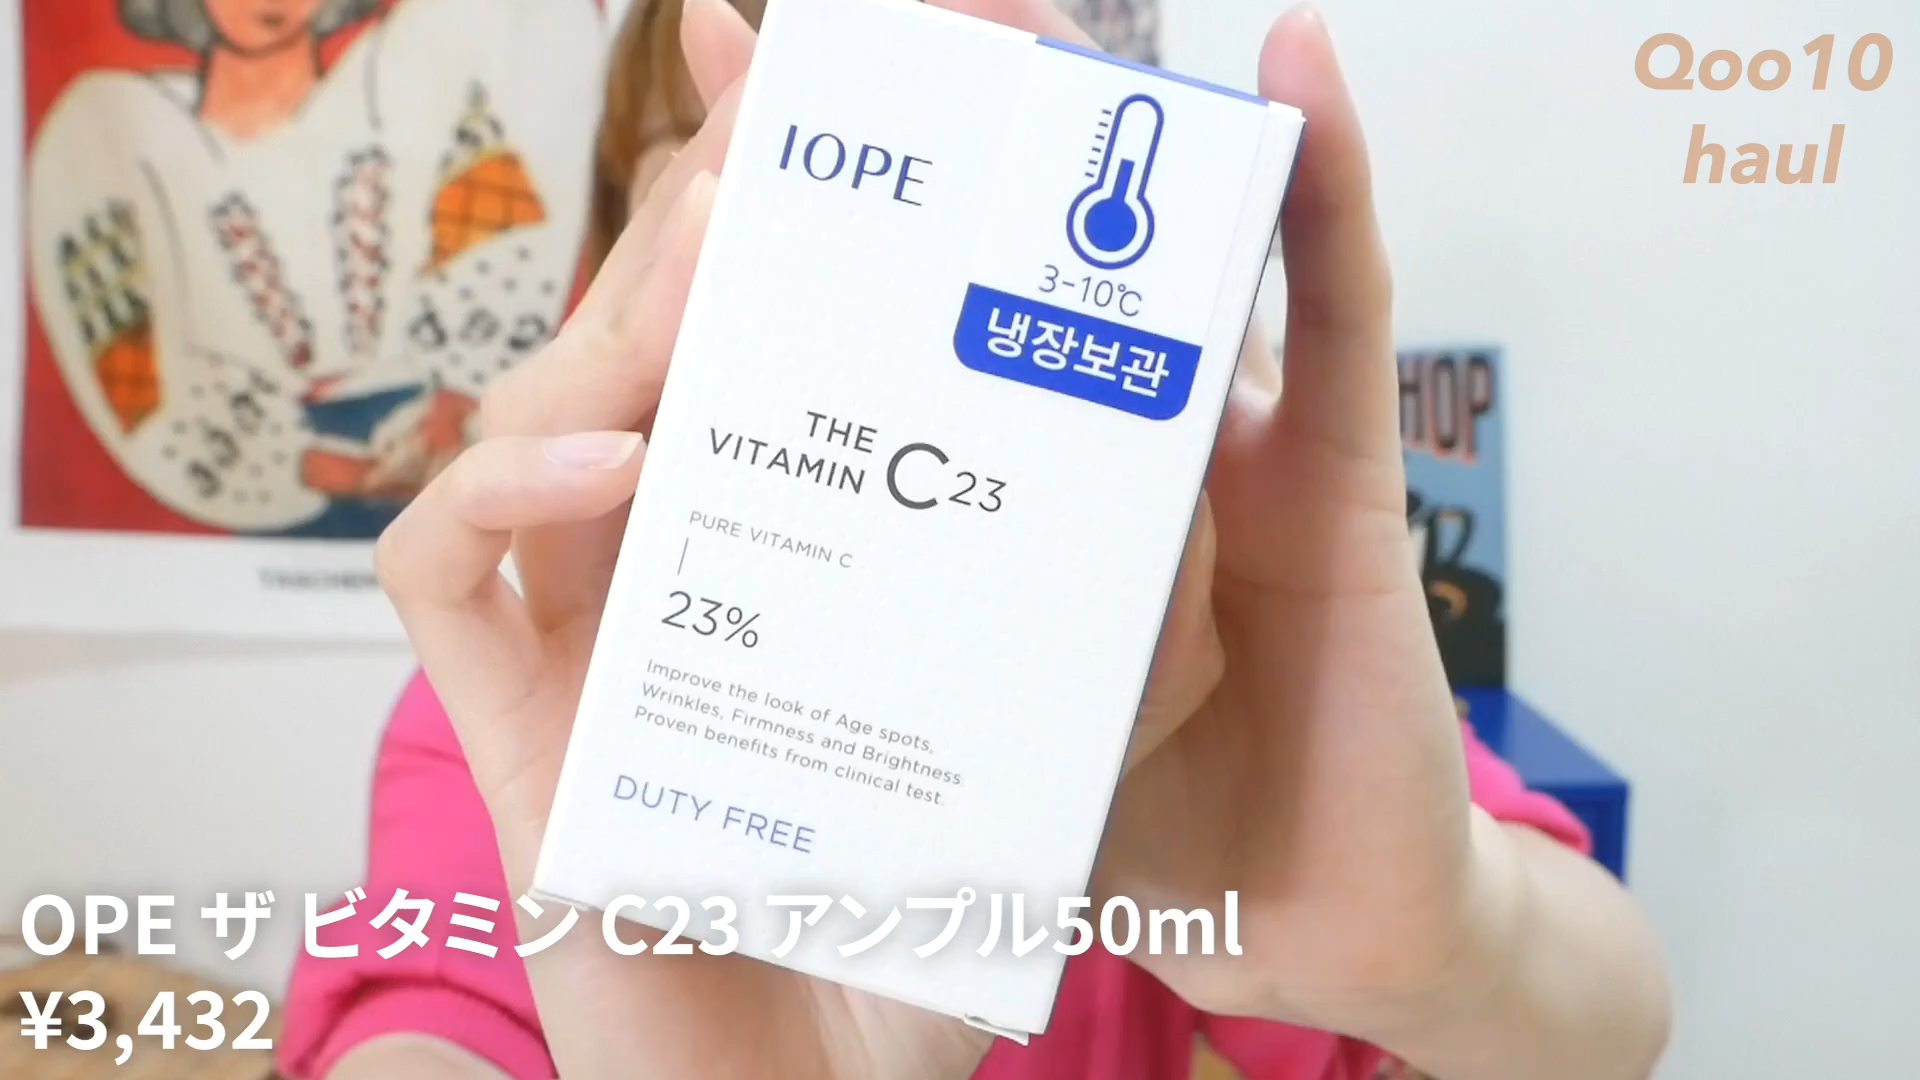 Qoo10
haul
IOPE
3-10℃
냉장보관
THE
VITAMIN C23
PURE VITAMIN C
23%
Improve the look of Age spots,
Wrinkles, Firmness and Brightness.
Proven benefits from clinical test.
DUTY FREE
HOP
TASCHEN
OPE ザ ビタミン C23 アンプル50ml
¥3,432